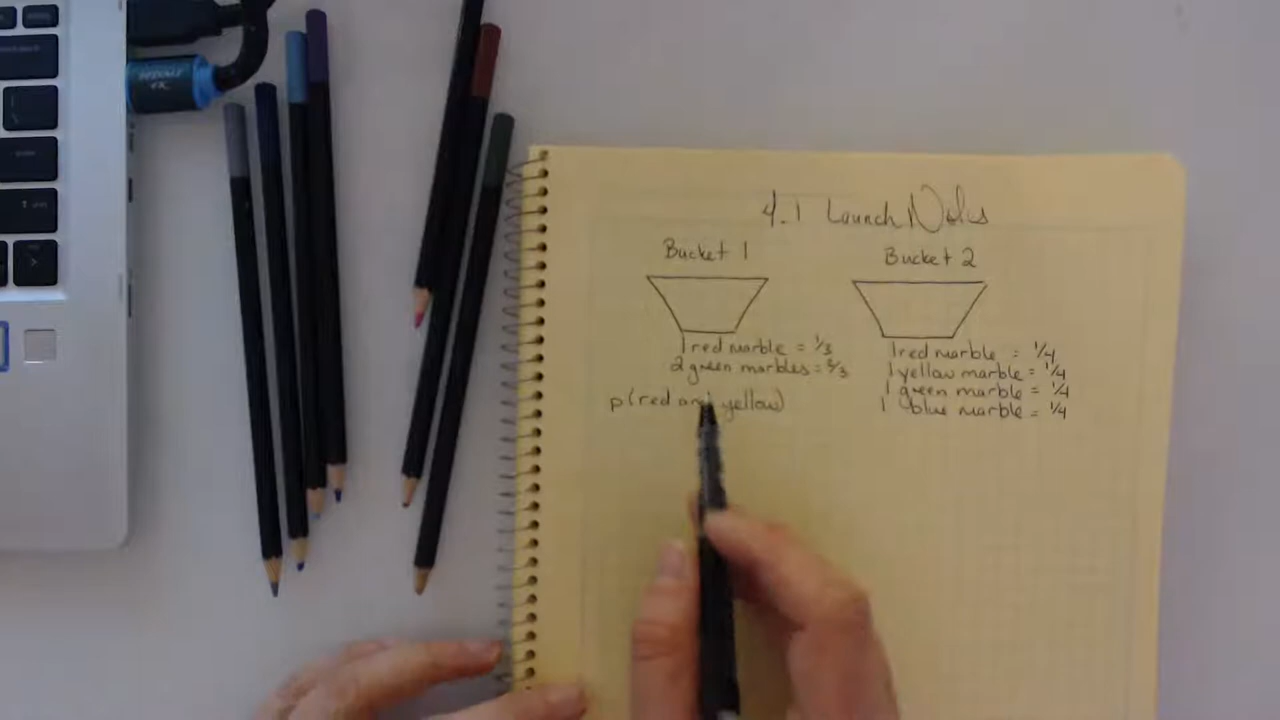 4.1 Launch Notes
Bucket 1
Bucket 2
1 red marble = 1/3
2 green marbles = 2/3
1 red marble = 1/4
1 yellow marble = 1/4
1 green marble = 1/4
1 blue marble = 1/4
p(red and yellow)